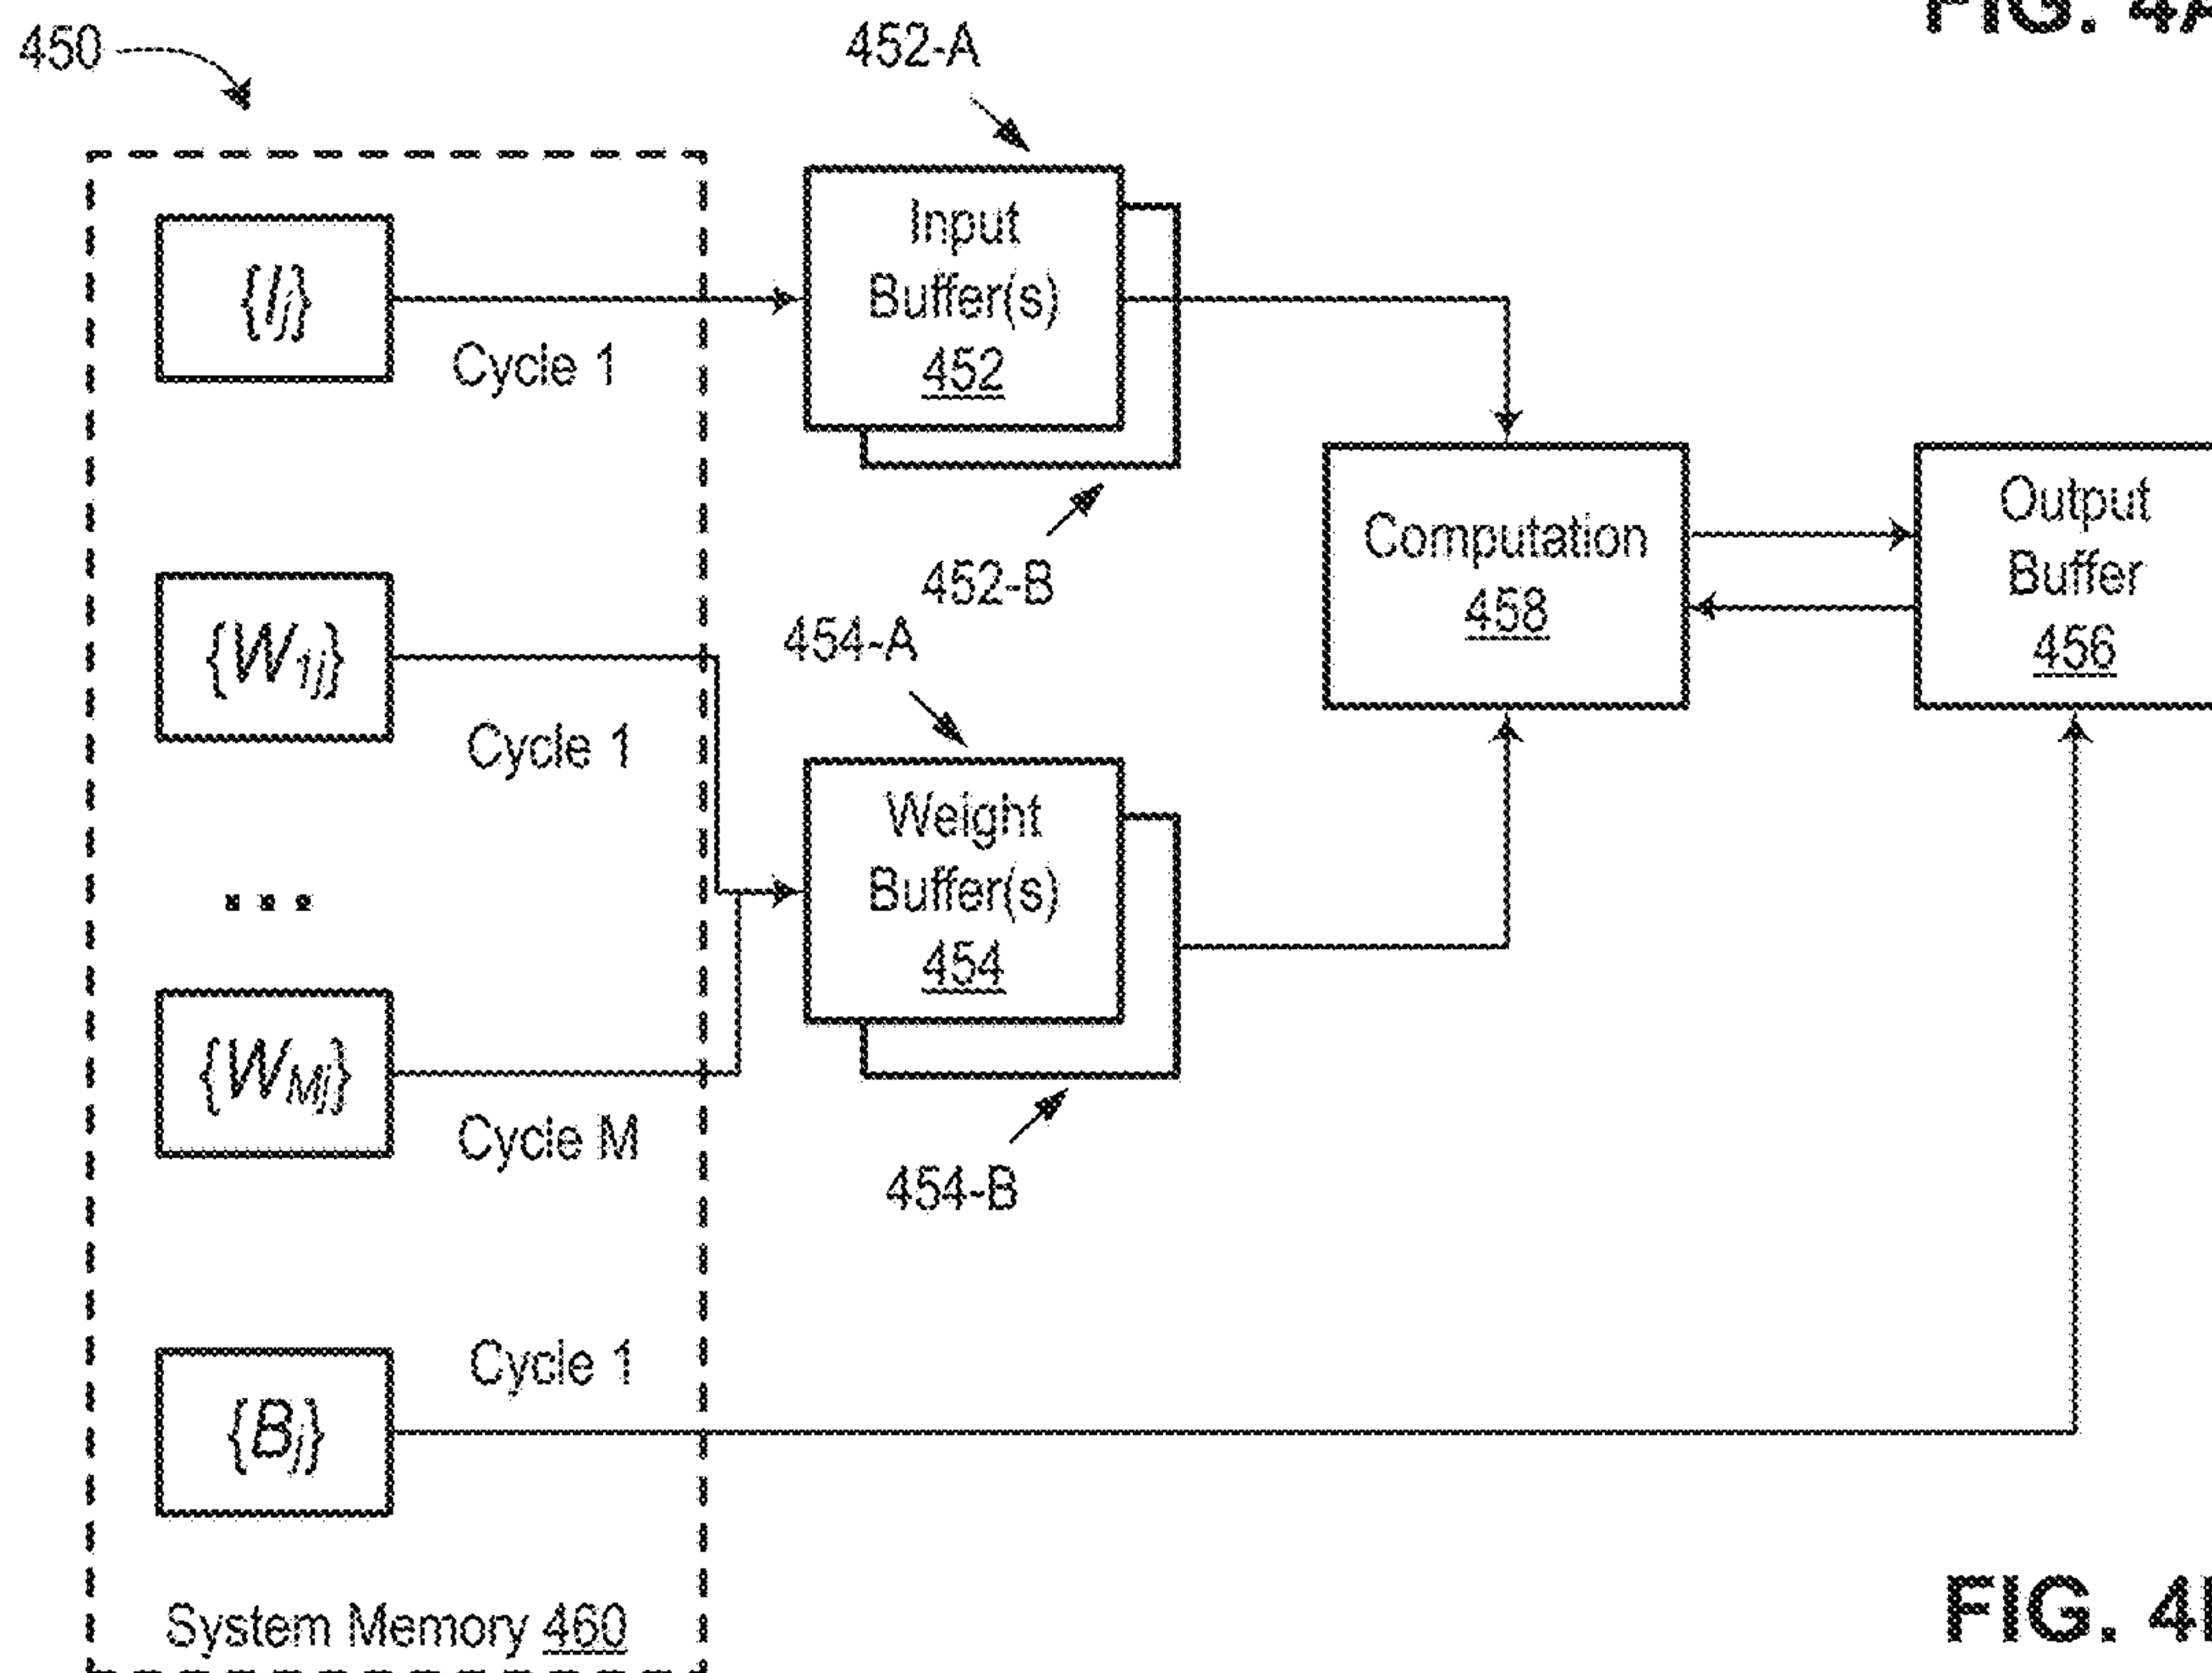 FIG. 4A
450
452-A
Input
Buffer(s)
452
{Ij}
Cycle 1
452-B
Computation
458
Output
Buffer
456
{W1j}
Cycle 1
454-A
Weight
Buffer(s)
454
...
{WMj}
Cycle M
454-B
{Bj}
Cycle 1
System Memory 460
FIG. 4